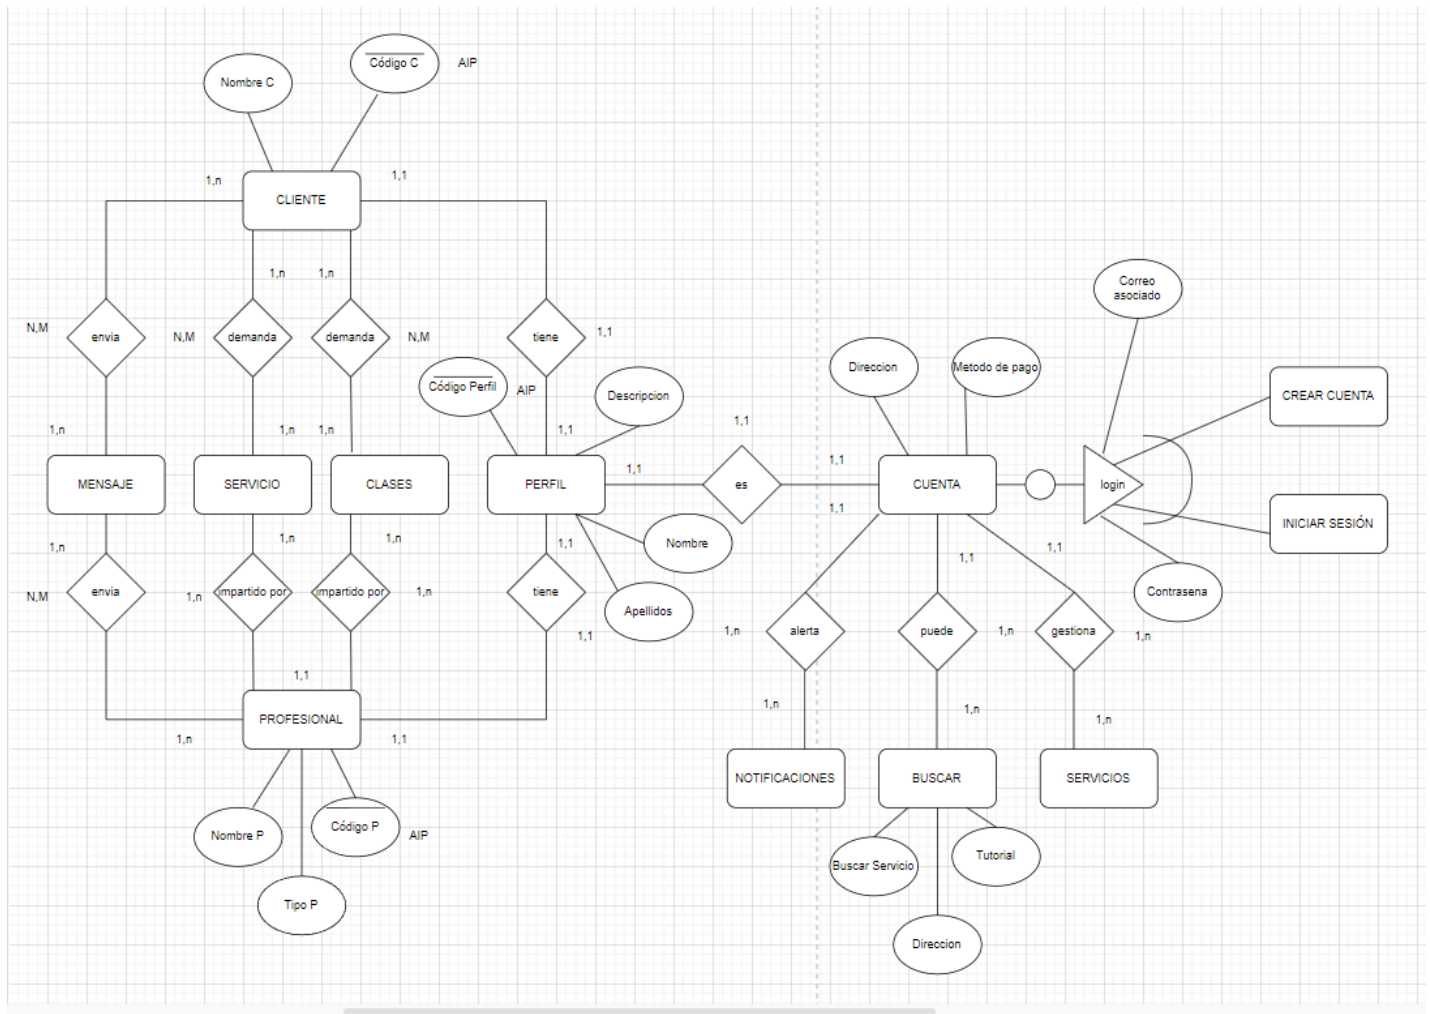 Nombre C
Código C
AIP
1,n
1,1
CLIENTE
1,n
1,n
N,M
envia
N,M
demanda
demanda
N,M
tiene
1,1
Código Perfil
AIP
Descripcion
1,n
1,n
1,n
1,1
MENSAJE
SERVICIO
CLASES
PERFIL
1,1
1,1
es
1,1
1,1
CUENTA
Direccion
Metodo de pago
Correo
asociado
login
CREAR CUENTA
INICIAR SESIÓN
Contrasena
1,n
1,n
1,n
1,1
Nombre
Apellidos
N,M
envia
1,n
impartido por
impartido por
1,n
tiene
1,1
1,1
PROFESIONAL
1,n
1,1
Nombre P
Código P
AIP
Tipo P
1,1
1,1
1,n
alerta
puede
1,n
gestiona
1,n
1,n
1,n
1,n
NOTIFICACIONES
BUSCAR
SERVICIOS
Buscar Servicio
Tutorial
Direccion